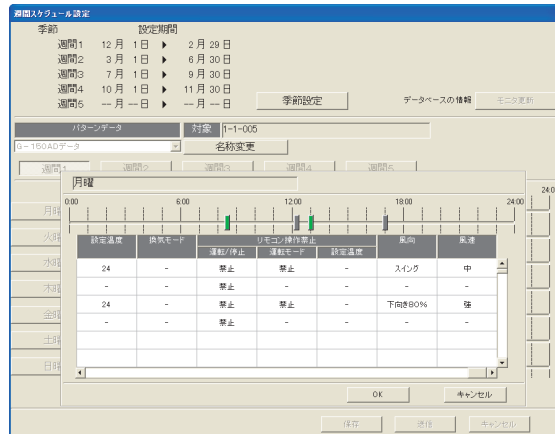 週間スケジュール設定
季節 設定期間
週間1 12月 1日 ▶ 2月 29日
週間2 3月 1日 ▶ 6月 30日
週間3 7月 1日 ▶ 9月 30日
週間4 10月 1日 ▶ 11月 30日
週間5 --月 --日 ▶ --月 --日
季節設定 データベースの情報 モニタ更新
パターンデータ 対象 1-1-005
G-150ADデータ 名称変更
週間1 週間2 週間3 週間4 週間5
月曜
0:00 6:00 12:00 18:00 24:00
24:0
月曜
火曜
水曜
木曜
金曜
土曜
日曜
設定温度 換気モード リモコン操作禁止 風向 風速
運転/停止 運転モード 設定温度
24 - 禁止 禁止 - スイング 中
- - 禁止 - - - -
24 - 禁止 禁止 - 下向き80% 強
- - 禁止 - - - -
OK キャンセル
保存 送信 キャンセル